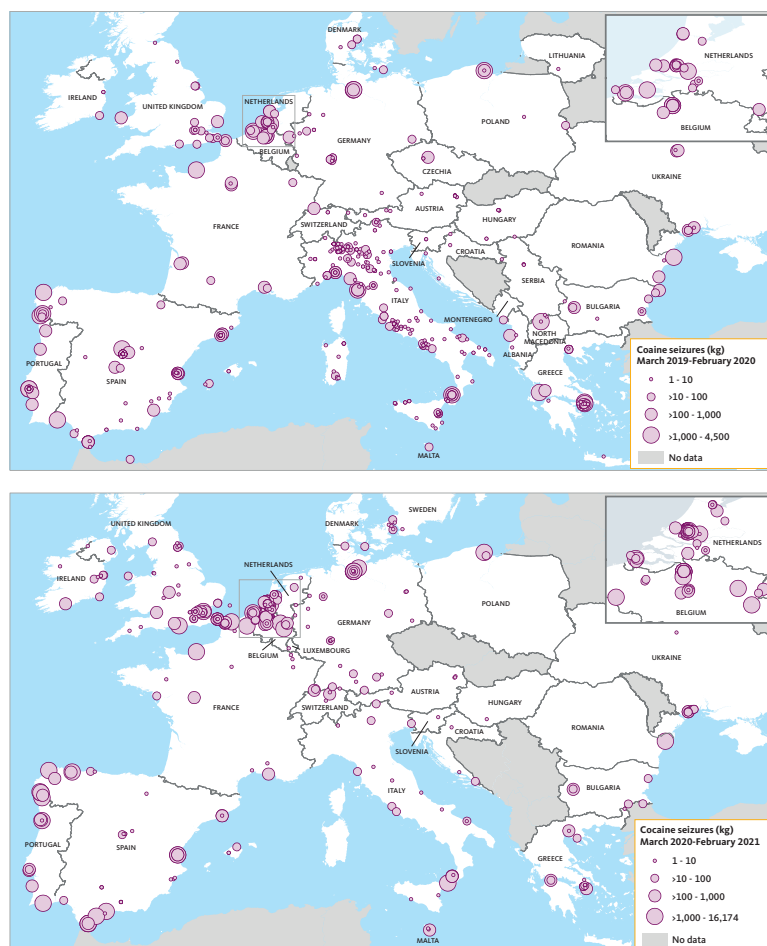 DENMARK
LITHUANIA
NETHERLANDS
IRELAND
UNITED KINGDOM
NETHERLANDS
POLAND
BELGIUM
GERMANY
BELGIUM
CZECHIA
UKRAINE
AUSTRIA
FRANCE
SWITZERLAND
HUNGARY
CROATIA
ROMANIA
SLOVENIA
SERBIA
ITALY
BULGARIA
MONTENEGRO
NORTH
MACEDONIA
ALBANIA
PORTUGAL
SPAIN
GREECE
MALTA
Coaine seizures (kg)
March 2019-February 2020
1 - 10
>10 - 100
>100 - 1,000
>1,000 - 4,500
No data
SWEDEN
UNITED KINGDOM
DENMARK
NETHERLANDS
NETHERLANDS
IRELAND
POLAND
BELGIUM
GERMANY
BELGIUM
LUXEMBOURG
UKRAINE
AUSTRIA
FRANCE
SWITZERLAND
HUNGARY
CROATIA
ROMANIA
SLOVENIA
ITALY
BULGARIA
PORTUGAL
SPAIN
GREECE
MALTA
Cocaine seizures (kg)
March 2020-February 2021
1 - 10
>10 - 100
>100 - 1,000
>1,000 - 16,174
No data